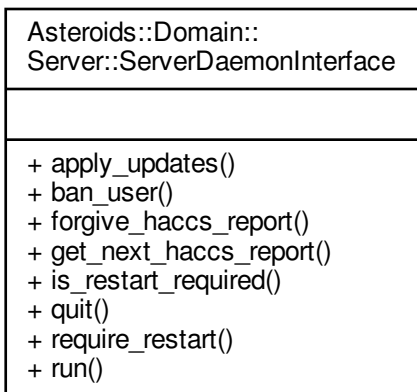 Asteroids::Domain::
Server::ServerDaemonInterface
+ apply_updates()
+ ban_user()
+ forgive_haccs_report()
+ get_next_haccs_report()
+ is_restart_required()
+ quit()
+ require_restart()
+ run()